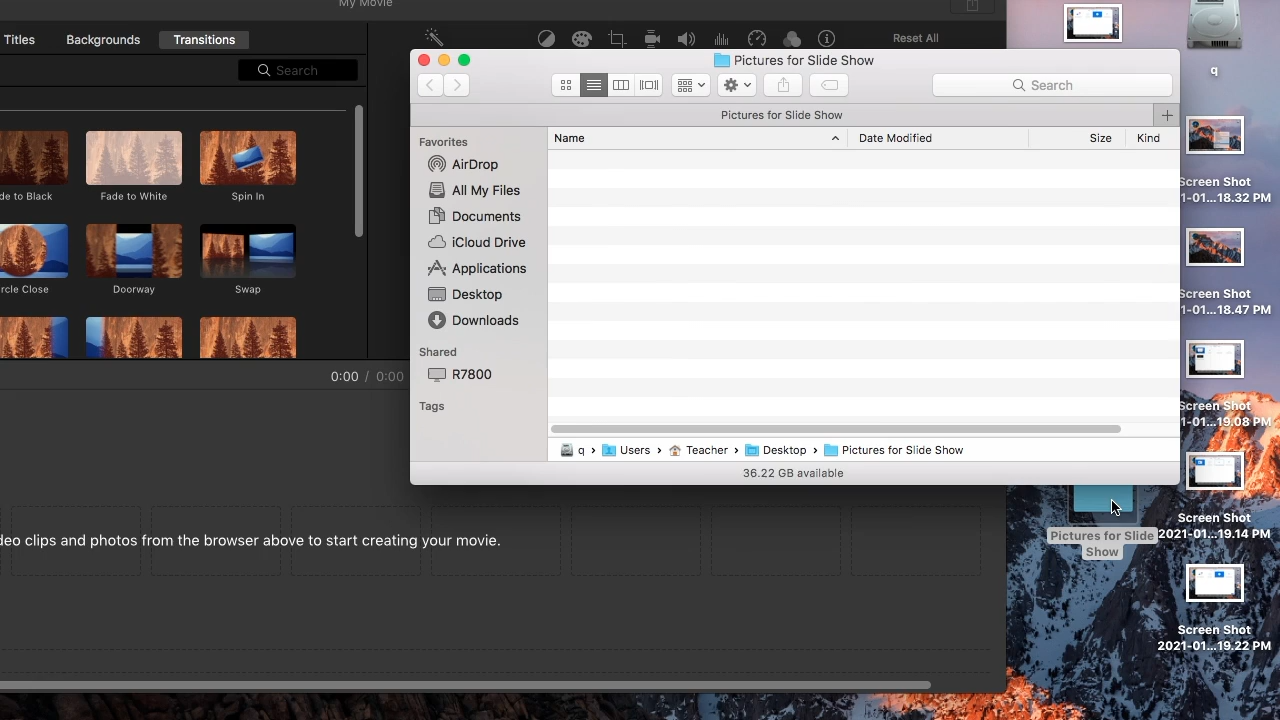 My Movie
Titles
Backgrounds
Transitions
Reset All
Search
de to Black
Fade to White
Spin In
rcle Close
Doorway
Swap
0:00 / 0:00
deo clips and photos from the browser above to start creating your movie.
Pictures for Slide Show
Search
Pictures for Slide Show
Name
Date Modified
Size
Kind
Favorites
AirDrop
All My Files
Documents
iCloud Drive
Applications
Desktop
Downloads
Shared
R7800
Tags
q › Users › Teacher › Desktop › Pictures for Slide Show
36.22 GB available
q
Screen Shot
1-01...18.32 PM
Screen Shot
1-01...18.47 PM
Screen Shot
1-01...19.08 PM
Screen Shot
2021-01...19.14 PM
Pictures for Slide
Show
Screen Shot
2021-01...19.22 PM